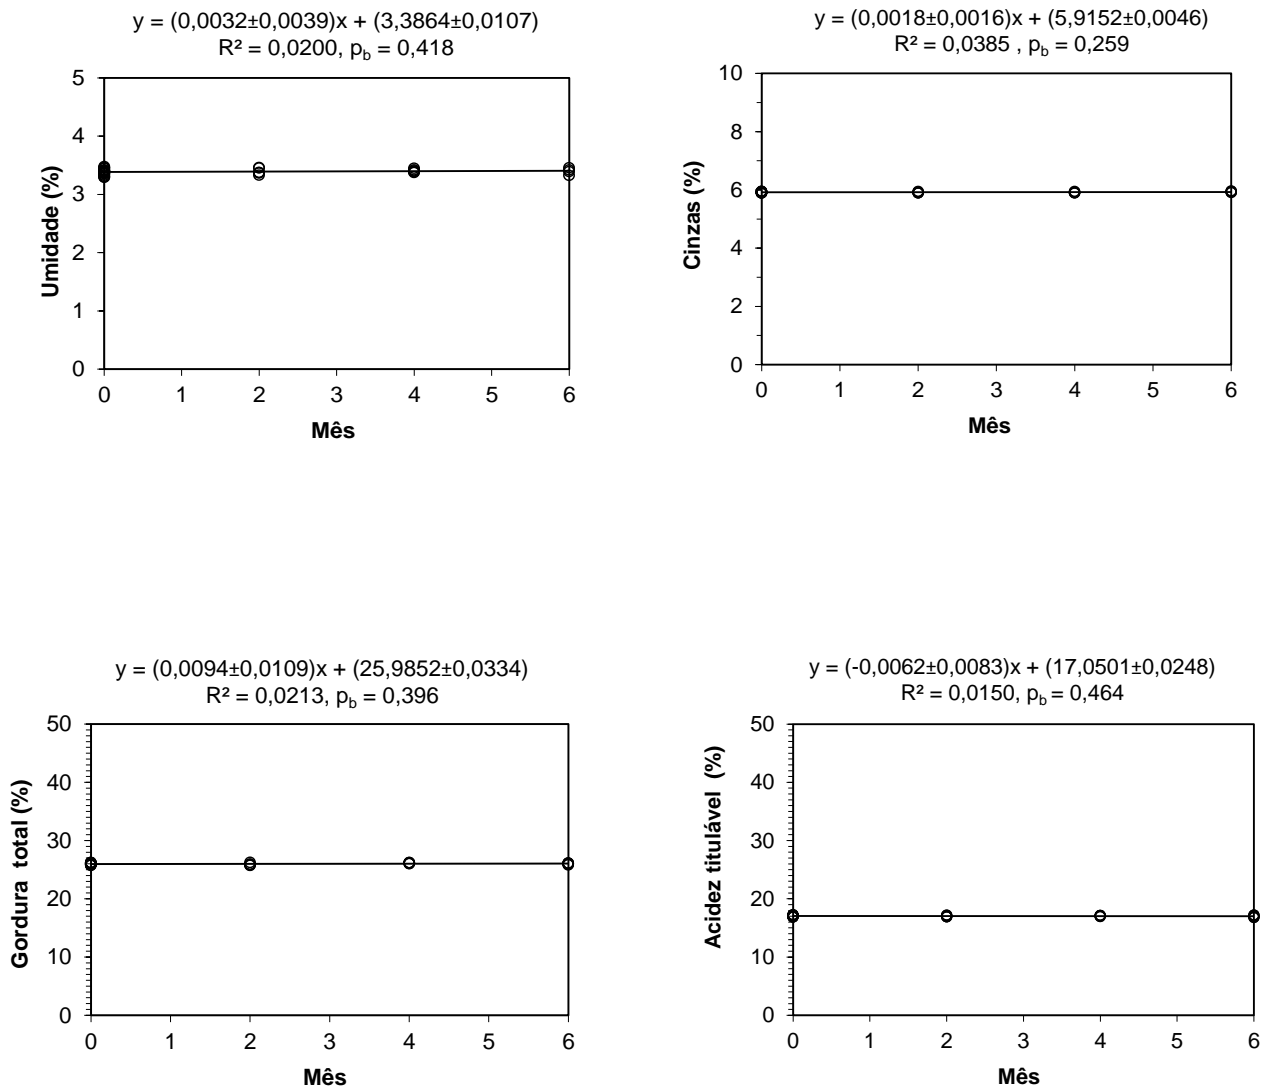 y = (0,0032±0,0039)x + (3,3864±0,0107)
R² = 0,0200, pb = 0,418
5
4
3
2
1
0
Umidade (%)
0 1 2 3 4 5 6
Mês
y = (0,0018±0,0016)x + (5,9152±0,0046)
R² = 0,0385 , pb = 0,259
10
8
6
4
2
0
Cinzas (%)
0 1 2 3 4 5 6
Mês
y = (0,0094±0,0109)x + (25,9852±0,0334)
R² = 0,0213, pb = 0,396
50
40
30
20
10
0
Gordura total (%)
0 1 2 3 4 5 6
Mês
y = (-0,0062±0,0083)x + (17,0501±0,0248)
R² = 0,0150, pb = 0,464
50
40
30
20
10
0
Acidez titulável (%)
0 1 2 3 4 5 6
Mês